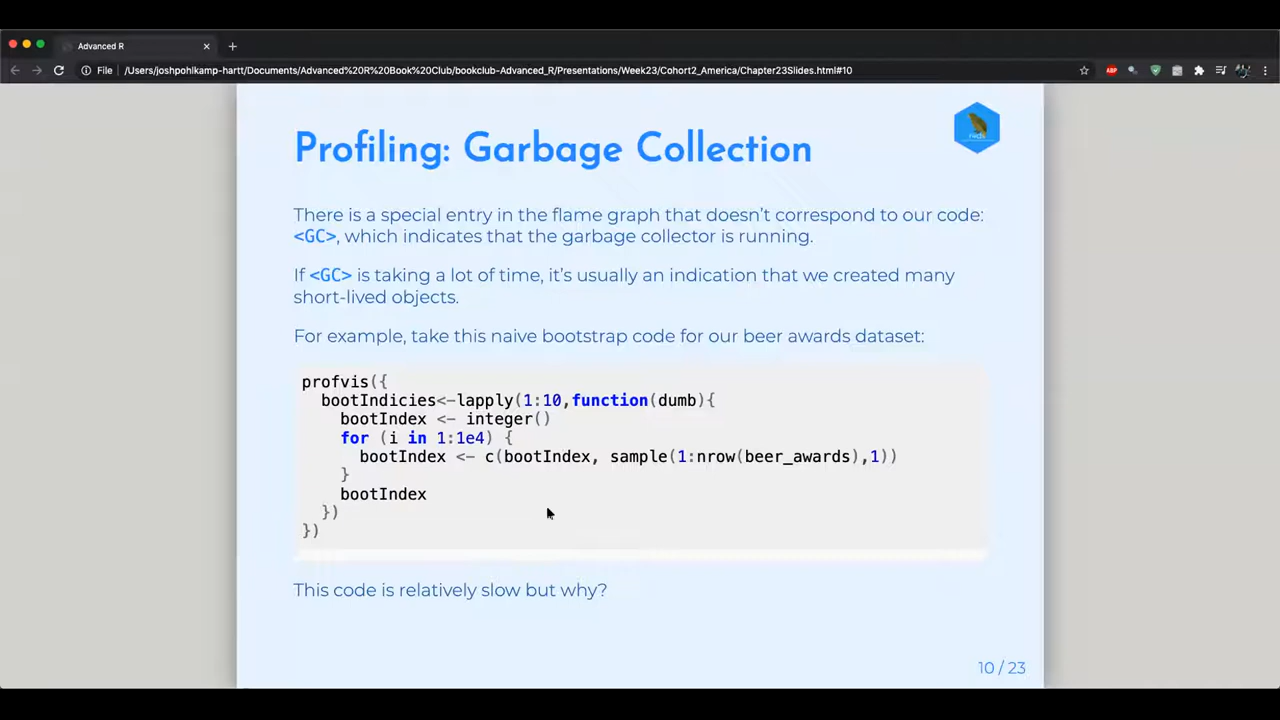 Advanced R
File
/Users/joshpohlkamp-hartt/Documents/Advanced%20R%20Book%20Club/bookclub-Advanced_R/Presentations/Week23/Cohort2_America/Chapter23Slides.html#10
ABP
Profiling: Garbage Collection
There is a special entry in the flame graph that doesn't correspond to our code:
<GC>, which indicates that the garbage collector is running.
If <GC> is taking a lot of time, it's usually an indication that we created many
short-lived objects.
For example, take this naive bootstrap code for our beer awards dataset:
profvis({
  bootIndicies<-lapply(1:10,function(dumb){
    bootIndex <- integer()
    for (i in 1:1e4) {
      bootIndex <- c(bootIndex, sample(1:nrow(beer_awards),1))
    }
    bootIndex
  })
})
This code is relatively slow but why?
10 / 23